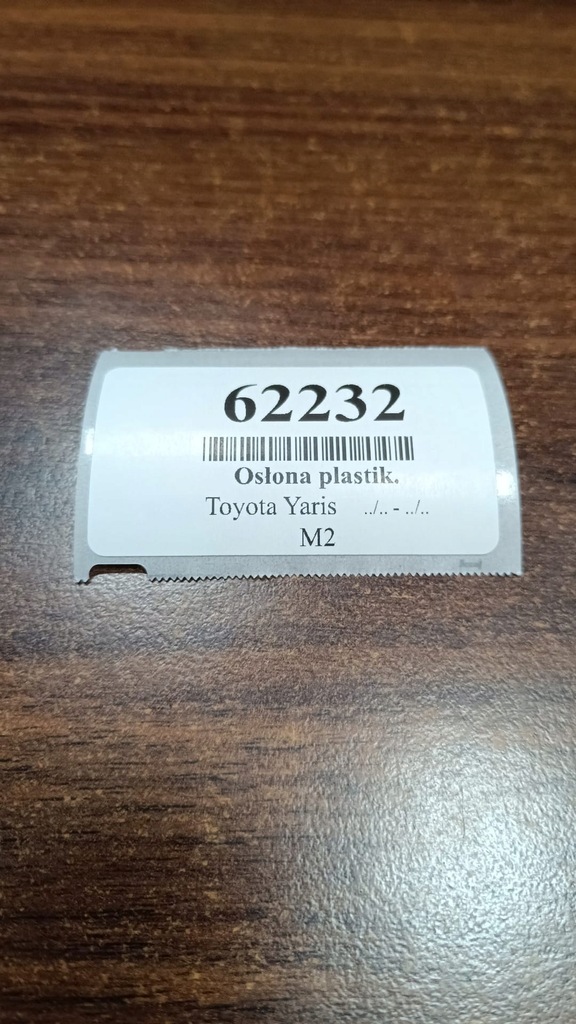 62232
Osłona plastik.
Toyota Yaris ../.. - ../..
M2